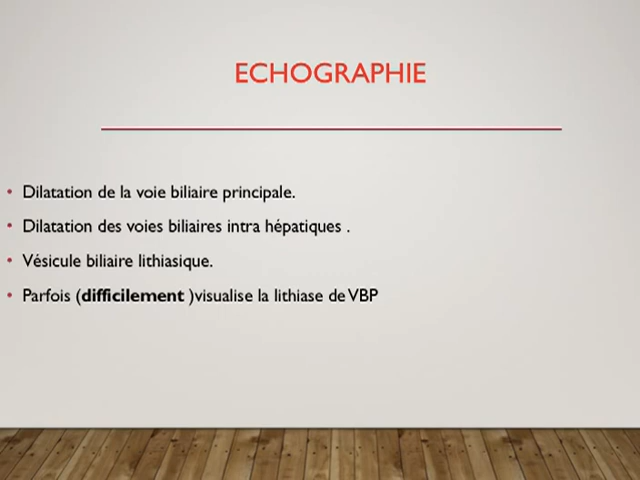 ECHOGRAPHIE
• Dilatation de la voie biliaire principale.
• Dilatation des voies biliaires intra hépatiques .
• Vésicule biliaire lithiasique.
• Parfois (difficilement )visualise la lithiase de VBP